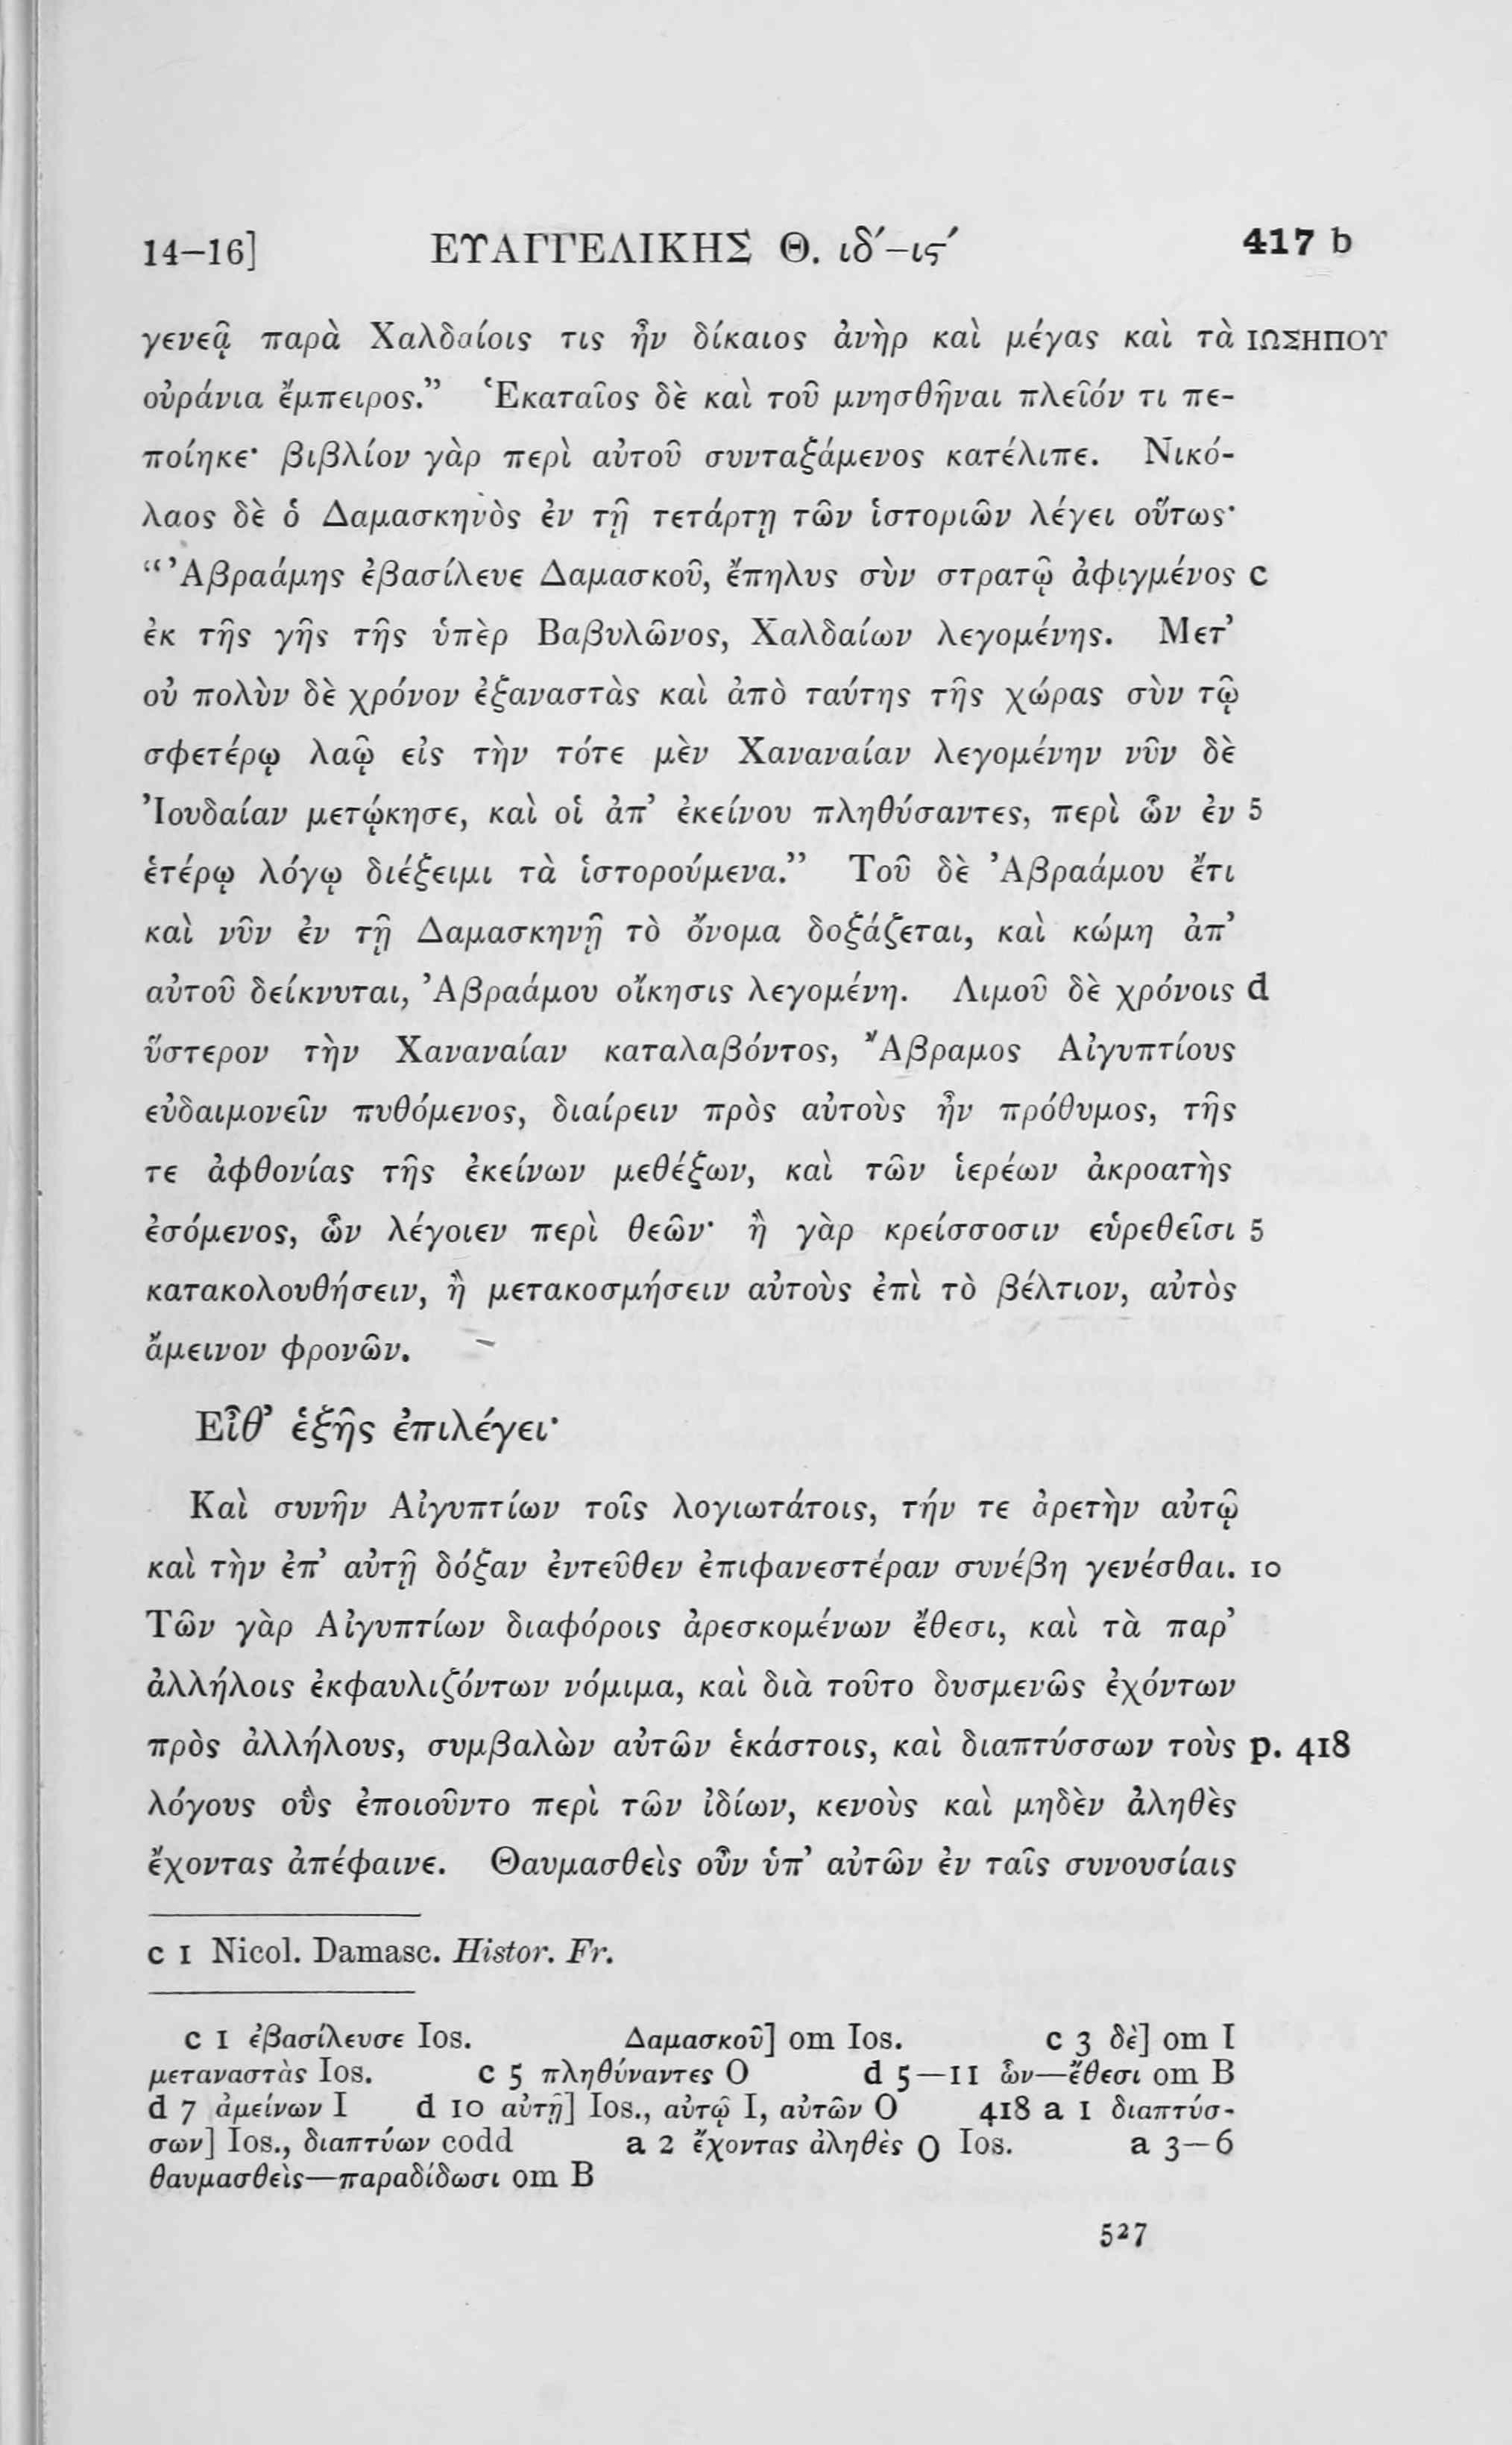 14–16] ΕΥΑΓΓΕΛΙΚΗΣ Θ. ιδʹ–ιϛʹ 417 b
γενεᾷ παρὰ Χαλδαίοις τις ἦν δίκαιος ἀνὴρ καὶ μέγας καὶ τὰ ΙΩΣΗΠΟΥ
οὐράνια ἔμπειρος.” Ἑκαταῖος δὲ καὶ τοῦ μνησθῆναι πλεῖόν τι πε-
ποίηκε· βιβλίον γὰρ περὶ αὐτοῦ συνταξάμενος κατέλιπε. Νικό-
λαος δὲ ὁ Δαμασκηνὸς ἐν τῇ τετάρτῃ τῶν ἱστοριῶν λέγει οὕτως·
“Ἀβραάμης ἐβασίλευε Δαμασκοῦ, ἔπηλυς σὺν στρατῷ ἀφιγμένος c
ἐκ τῆς γῆς τῆς ὑπὲρ Βαβυλῶνος, Χαλδαίων λεγομένης. Μετ’
οὐ πολὺν δὲ χρόνον ἐξαναστὰς καὶ ἀπὸ ταύτης τῆς χώρας σὺν τῷ
σφετέρῳ λαῷ εἰς τὴν τότε μὲν Χαναναίαν λεγομένην νῦν δὲ
Ἰουδαίαν μετῴκησε, καὶ οἱ ἀπ’ ἐκείνου πληθύσαντες, περὶ ὧν ἐν 5
ἑτέρῳ λόγῳ διέξειμι τὰ ἱστορούμενα.” Τοῦ δὲ Ἀβραάμου ἔτι
καὶ νῦν ἐν τῇ Δαμασκηνῇ τὸ ὄνομα δοξάζεται, καὶ κώμη ἀπ’
αὐτοῦ δείκνυται, Ἀβραάμου οἴκησις λεγομένη. Λιμοῦ δὲ χρόνοις d
ὕστερον τὴν Χαναναίαν καταλαβόντος, Ἄβραμος Αἰγυπτίους
εὐδαιμονεῖν πυθόμενος, διαίρειν πρὸς αὐτοὺς ἦν πρόθυμος, τῆς
τε ἀφθονίας τῆς ἐκείνων μεθέξων, καὶ τῶν ἱερέων ἀκροατὴς
ἐσόμενος, ὧν λέγοιεν περὶ θεῶν· ἢ γὰρ κρείσσοσιν εὑρεθεῖσι 5
κατακολουθήσειν, ἢ μετακοσμήσειν αὐτοὺς ἐπὶ τὸ βέλτιον, αὐτὸς
ἄμεινον φρονῶν.
Εἶθ’ ἑξῆς ἐπιλέγει·
Καὶ συνῆν Αἰγυπτίων τοῖς λογιωτάτοις, τήν τε ἀρετὴν αὐτῷ
καὶ τὴν ἐπ’ αὐτῇ δόξαν ἐντεῦθεν ἐπιφανεστέραν συνέβη γενέσθαι. 10
Τῶν γὰρ Αἰγυπτίων διαφόροις ἀρεσκομένων ἔθεσι, καὶ τὰ παρ’
ἀλλήλοις ἐκφαυλιζόντων νόμιμα, καὶ διὰ τοῦτο δυσμενῶς ἐχόντων
πρὸς ἀλλήλους, συμβαλὼν αὐτῶν ἑκάστοις, καὶ διαπτύσσων τοὺς p. 418
λόγους οὓς ἐποιοῦντο περὶ τῶν ἰδίων, κενοὺς καὶ μηδὲν ἀληθὲς
ἔχοντας ἀπέφαινε. Θαυμασθεὶς οὖν ὑπ’ αὐτῶν ἐν ταῖς συνουσίαις
c 1 Nicol. Damasc. Histor. Fr.
c 1 ἐβασίλευσε Ios. Δαμασκοῦ] om Ios. c 3 δὲ] om I
μεταναστὰς Ios. c 5 πληθύναντες O d 5—11 ὧν—ἔθεσι om B
d 7 ἀμείνων I d 10 αὐτῇ] Ios., αὐτῷ I, αὐτῶν O 418 a 1 διαπτύσ-
σων] Ios., διαπτύων codd a 2 ἔχοντας ἀληθὲς O Ios. a 3—6
θαυμασθεὶς—παραδίδωσι om B
527